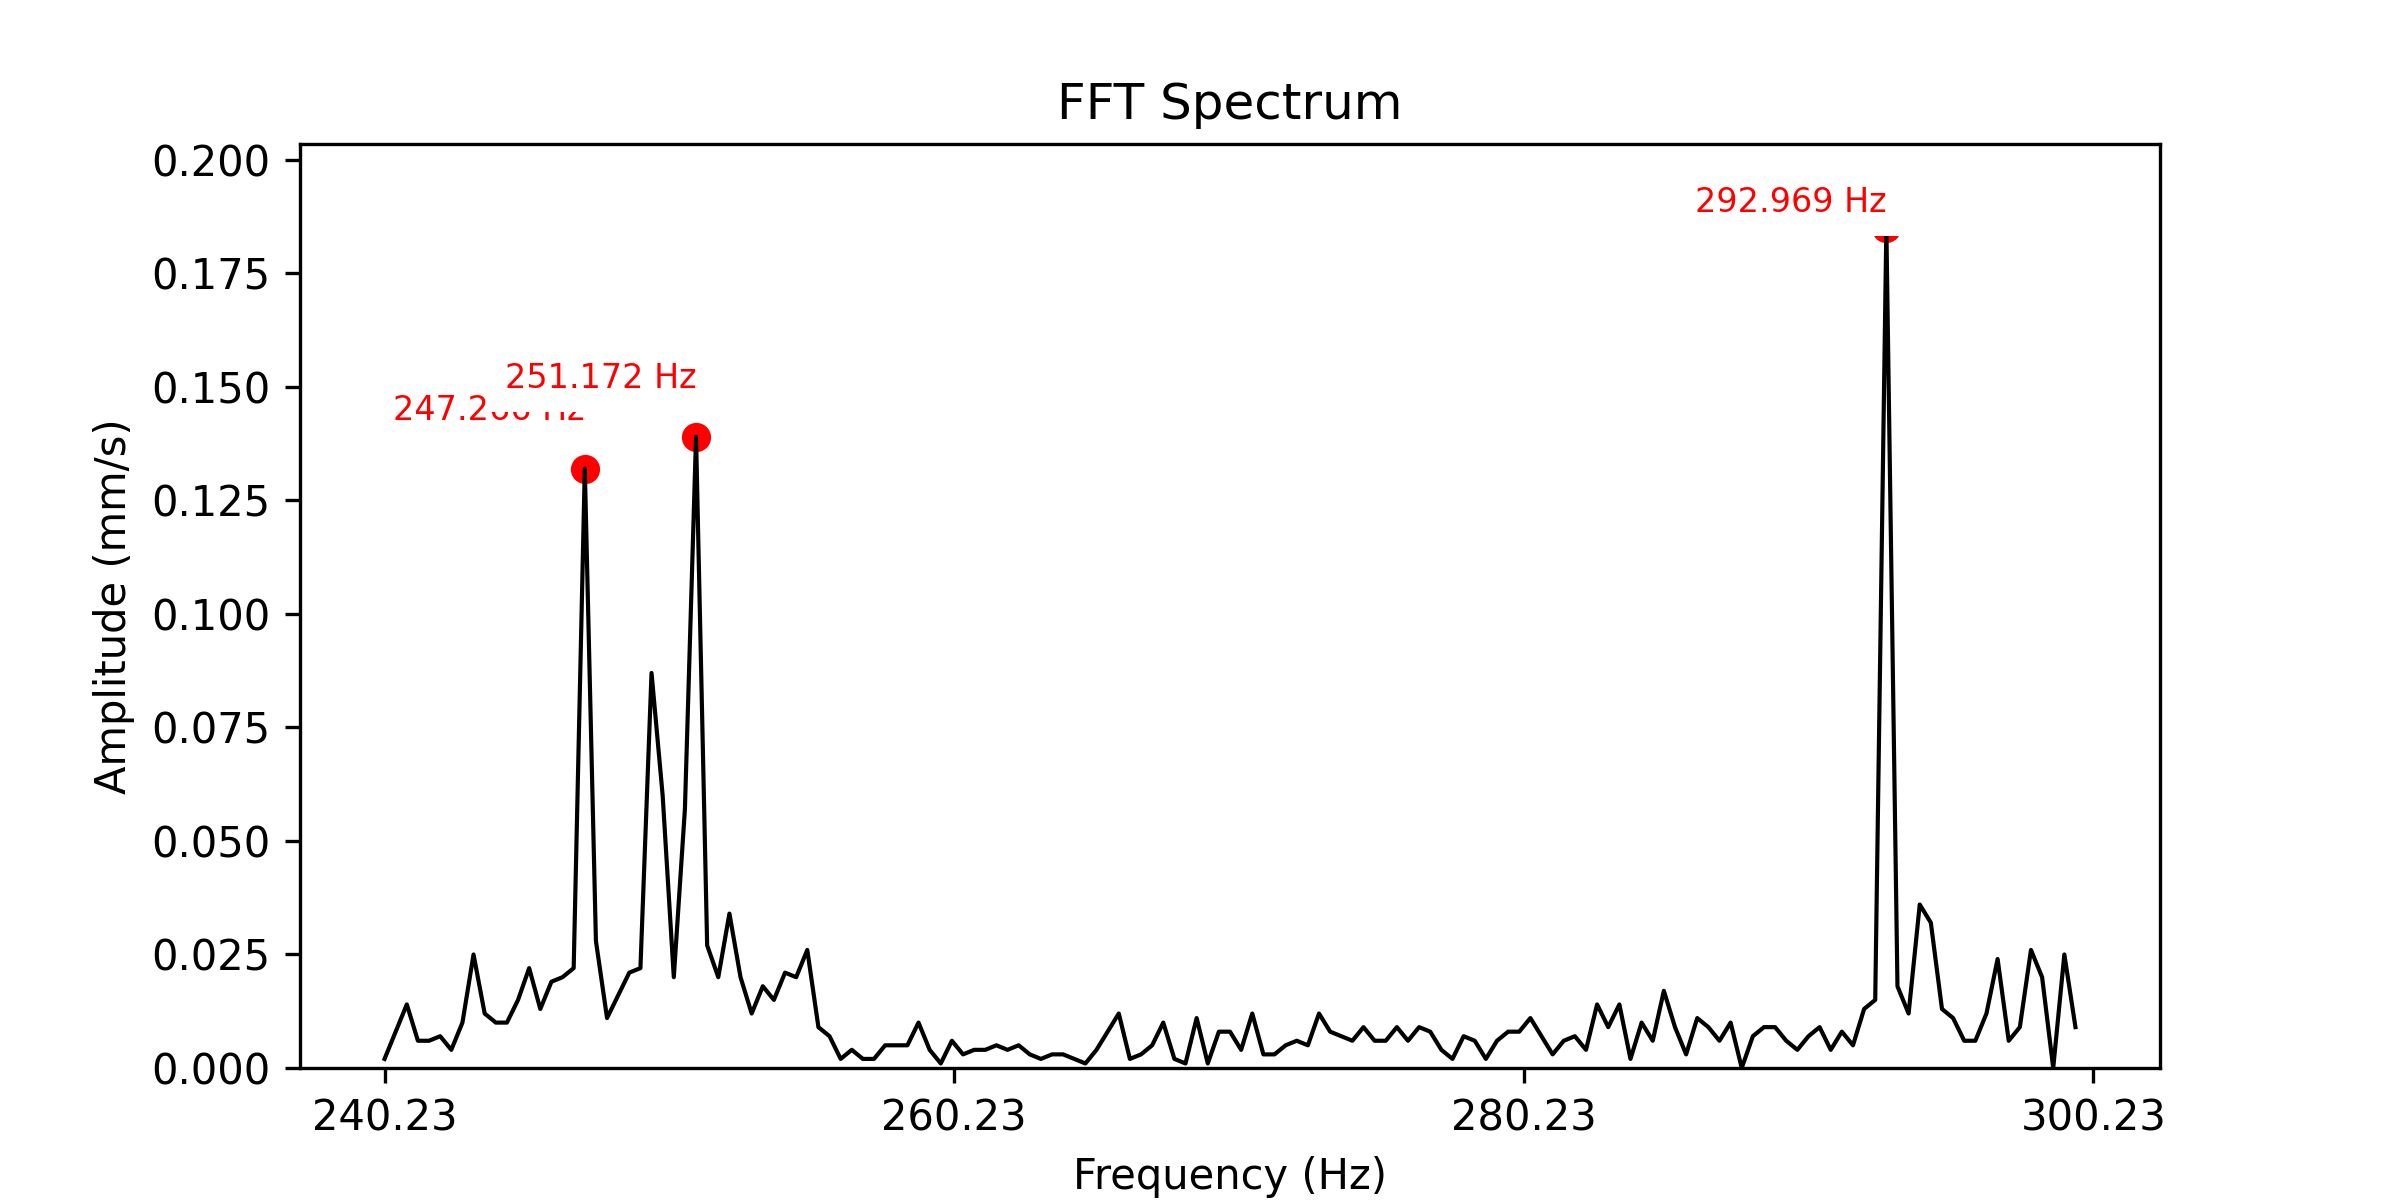 FFT Spectrum
0.200
0.175
0.150
0.125
0.100
0.075
0.050
0.025
0.000
Amplitude (mm/s)
292.969 Hz
251.172 Hz
Hz
240.23
260.23
280.23
300.23
Frequency (Hz)